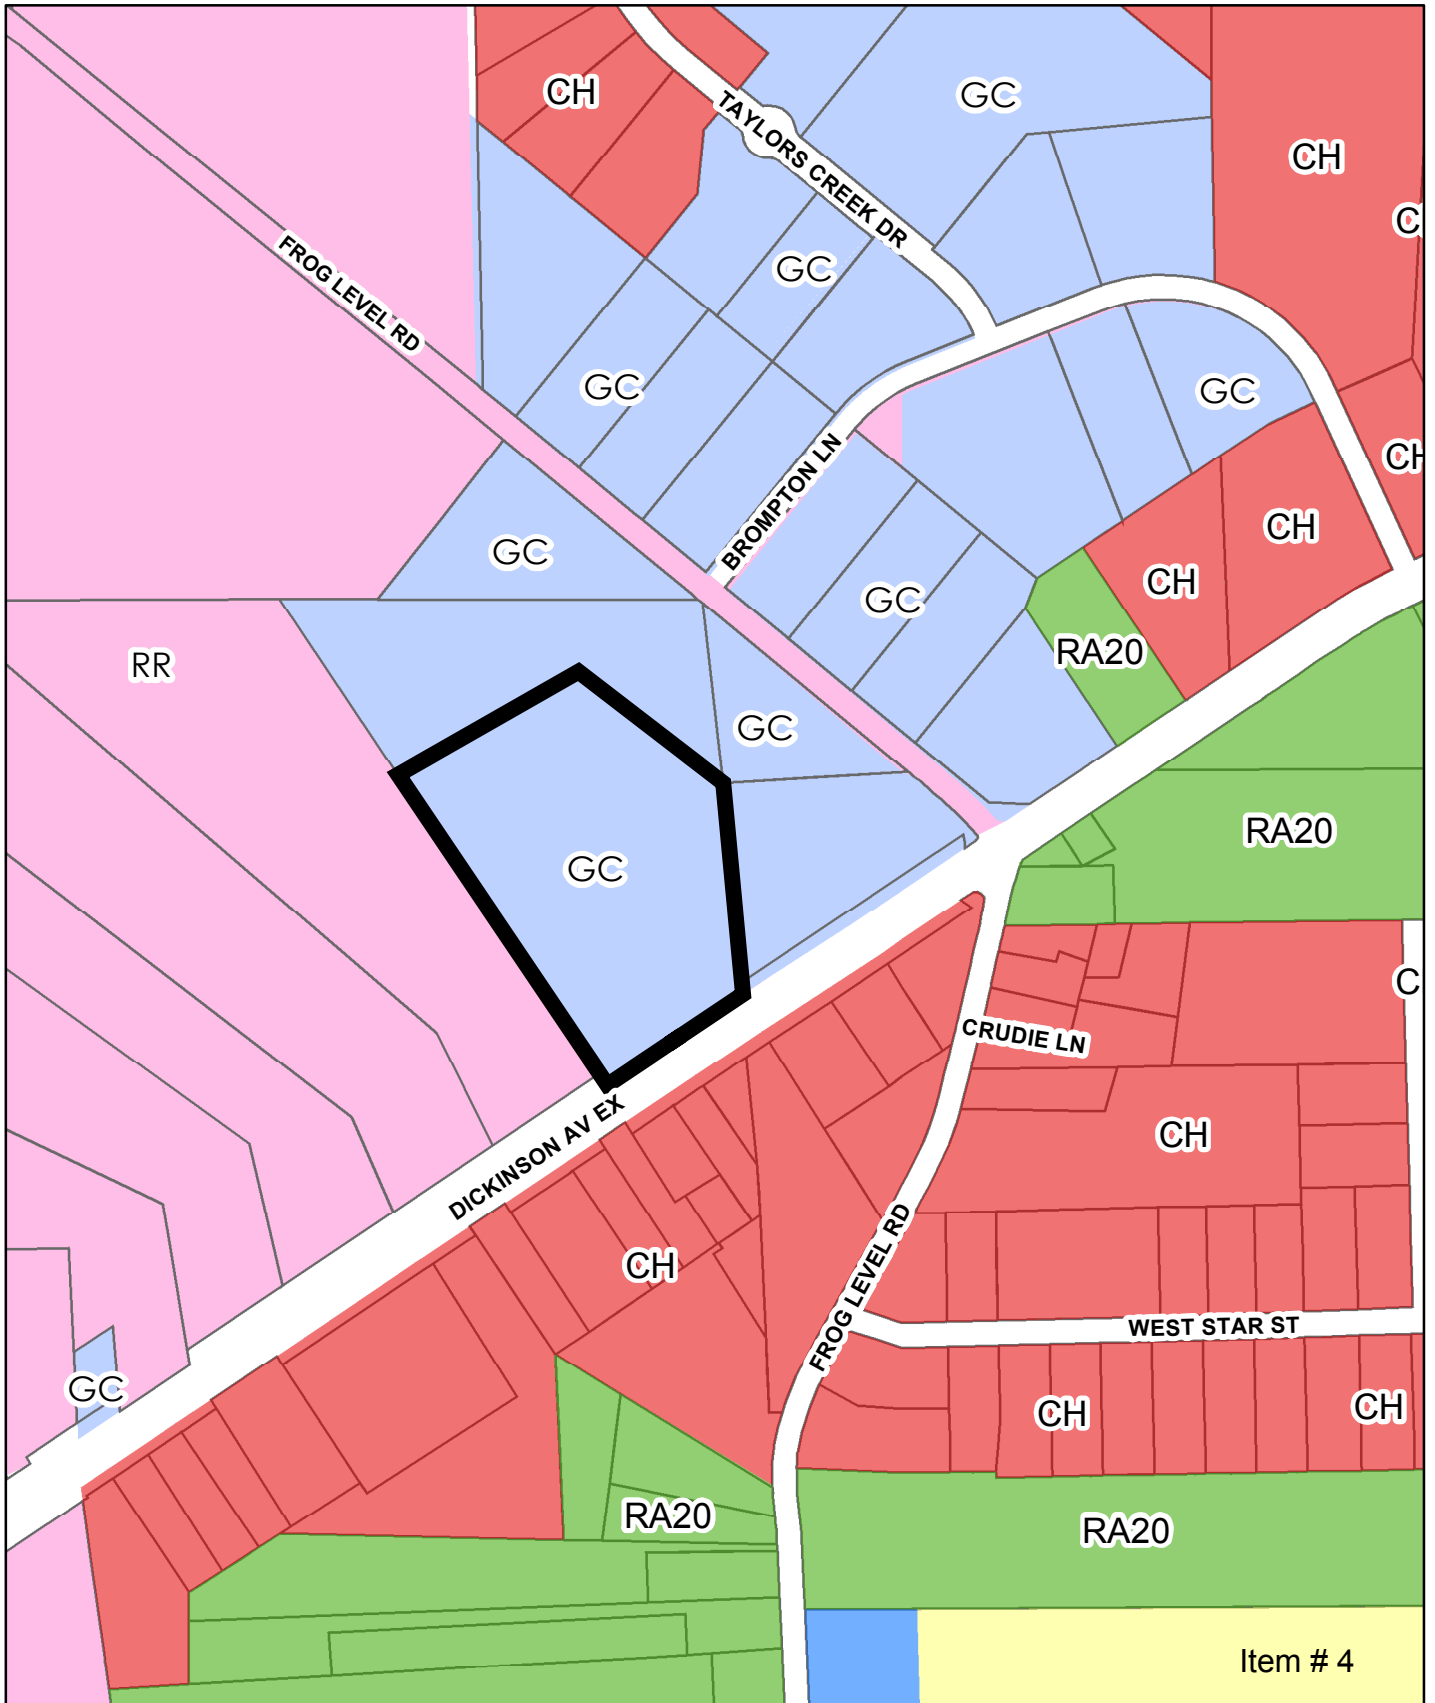 CH
GC
CH
TAYLORS CREEK DR
C
GC
FROG LEVEL RD
GC
GC
CH
BROMPTON LN
CH
GC
CH
GC
RA20
RR
GC
RA20
GC
C
CRUDIE LN
DICKINSON AV EX
CH
CH
FROG LEVEL RD
WEST STAR ST
GC
CH
CH
RA20
RA20
Item # 4